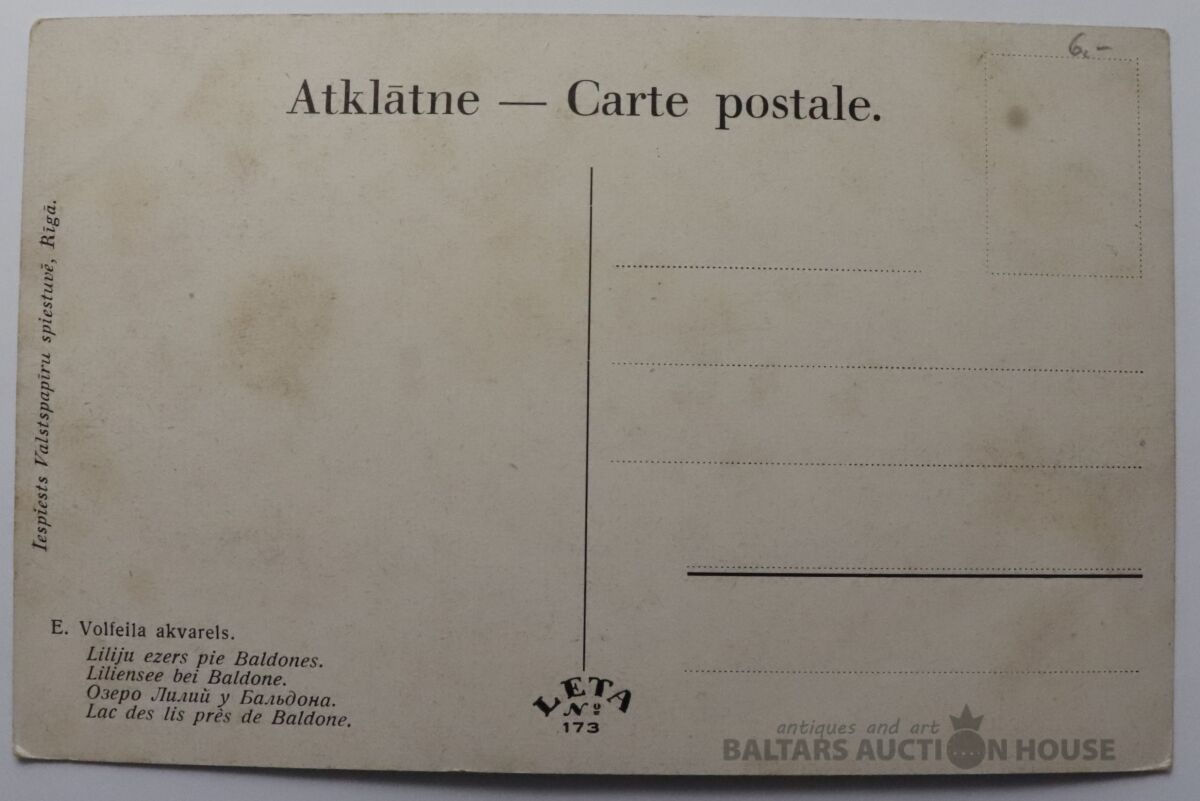 6,-
Atklātne — Carte postale.
Iespiests Valstspapiru spiestuvē, Rīgā.
E. Volfeila akvarels.
Liliju ezers pie Baldones.
Liliensee bei Baldone.
Озеро Лилий у Бальдона.
Lac des lis près de Baldone.
LETA
№
173
antiques and art
BALTARS AUCTION HOUSE